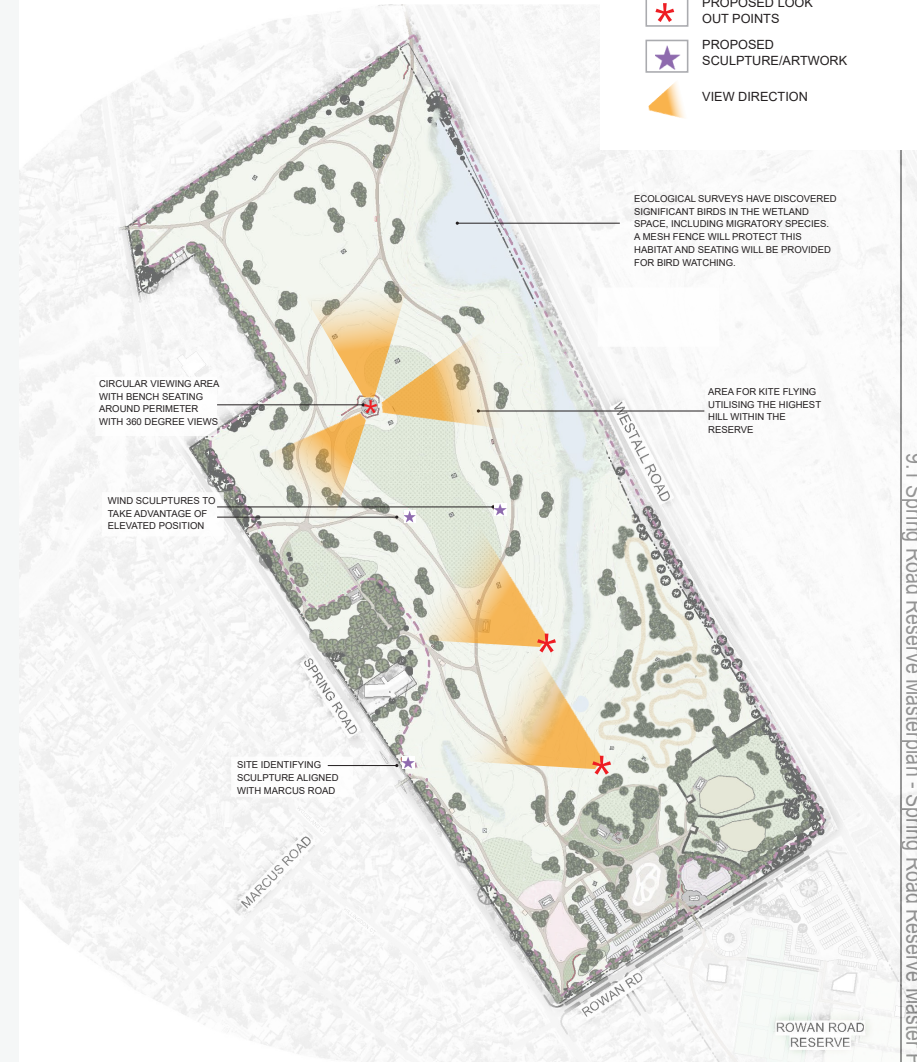 PROPOSED LOOK
OUT POINTS
PROPOSED
SCULPTURE/ARTWORK
VIEW DIRECTION
ECOLOGICAL SURVEYS HAVE DISCOVERED
SIGNIFICANT BIRDS IN THE WETLAND
SPACE, INCLUDING MIGRATORY SPECIES.
A MESH FENCE WILL PROTECT THIS
HABITAT AND SEATING WILL BE PROVIDED
FOR BIRD WATCHING.
CIRCULAR VIEWING AREA
WITH BENCH SEATING
AROUND PERIMETER
WITH 360 DEGREE VIEWS
AREA FOR KITE FLYING
UTILISING THE HIGHEST
HILL WITHIN THE
RESERVE
WESTALL ROAD
WIND SCULPTURES TO
TAKE ADVANTAGE OF
ELEVATED POSITION
SPRING ROAD
SITE IDENTIFYING
SCULPTURE ALIGNED
WITH MARCUS ROAD
MARCUS ROAD
ROWAN RD
ROWAN ROAD
RESERVE
9.1 Spring Road Reserve Masterplan - Spring Road Reserve Master